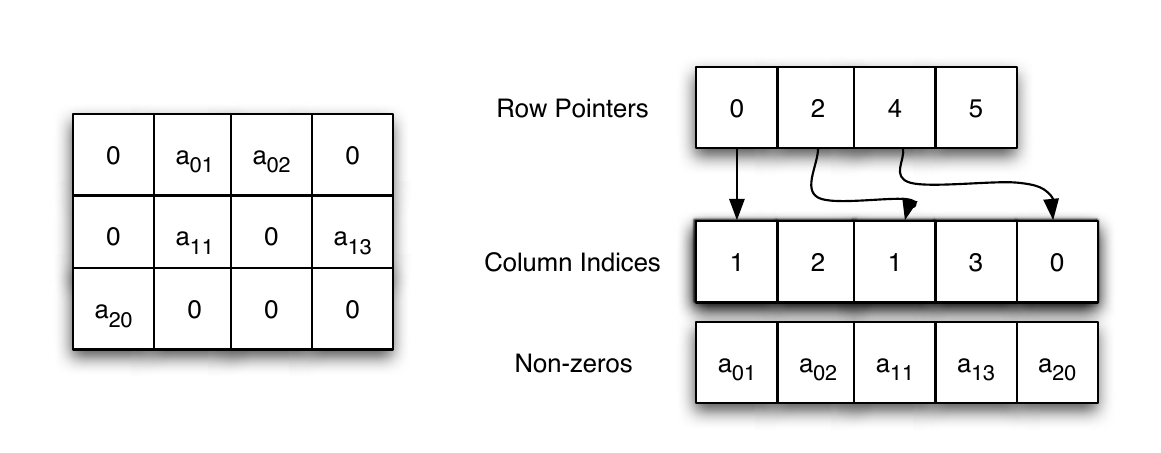 0 a₀₁ a₀₂ 0
0 a₁₁ 0 a₁₃
a₂₀ 0 0 0
Row Pointers 0 2 4 5
Column Indices 1 2 1 3 0
Non-zeros a₀₁ a₀₂ a₁₁ a₁₃ a₂₀